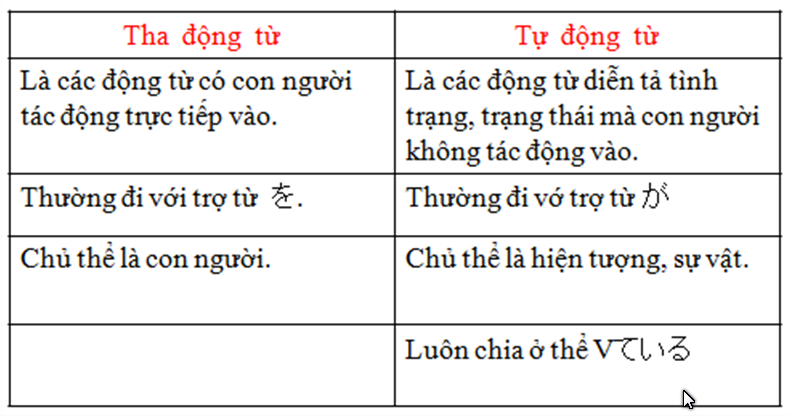 Tha động từ
Tự động từ
Là các động từ có con người
tác động trực tiếp vào.
Là các động từ diễn tả tình
trạng, trạng thái mà con người
không tác động vào.
Thường đi với trợ từ を.
Thường đi vớ trợ từ が
Chủ thể là con người.
Chủ thể là hiện tượng, sự vật.
Luôn chia ở thể Vている